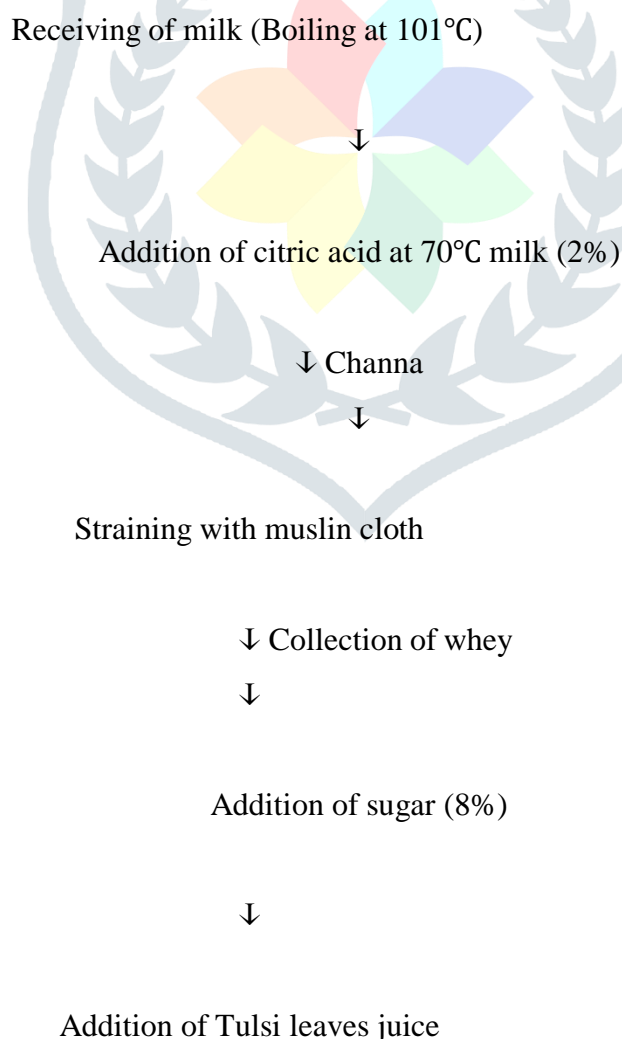 Receiving of milk (Boiling at 101℃)
↓
Addition of citric acid at 70℃ milk (2%)
↓ Channa
↓
Straining with muslin cloth
↓ Collection of whey
↓
Addition of sugar (8%)
↓
Addition of Tulsi leaves juice